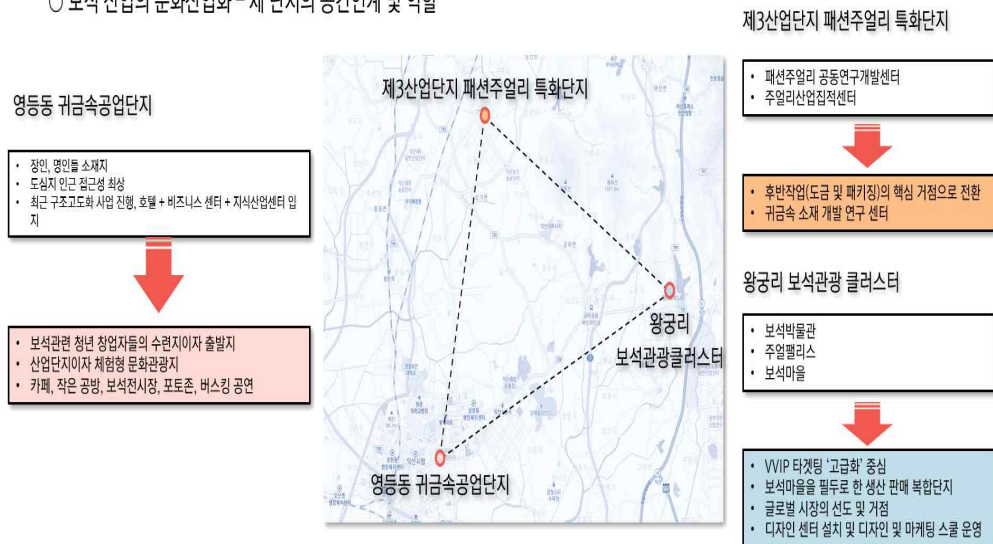 ○ 보석 산업의 문화산업화 – 세 단지의 공간연계 및 역할
영등동 귀금속공업단지
• 장인, 명인들 소재지
• 도심지 인근 접근성 최상
• 최근 구조고도화 사업 진행, 호텔 + 비즈니스 센터 + 지식산업센터 입
지
• 보석관련 청년 창업자들의 수련지이자 출발지
• 산업단지이자 체험형 문화관광지
• 카페, 작은 공방, 보석전시장, 포토존, 버스킹 공연
제3산업단지 패션주얼리 특화단지
왕궁리
보석관광클러스터
영등동 귀금속공업단지
익산시청
제3산업단지 패션주얼리 특화단지
• 패션주얼리 공동연구개발센터
• 주얼리산업집적센터
• 후반작업(도금 및 패키징)의 핵심 거점으로 전환
• 귀금속 소재 개발 연구 센터
왕궁리 보석관광 클러스터
• 보석박물관
• 주얼팰리스
• 보석마을
• VVIP 타겟팅 ‘고급화’ 중심
• 보석마을을 필두로 한 생산 판매 복합단지
• 글로벌 시장의 선도 및 거점
• 디자인 센터 설치 및 디자인 및 마케팅 스쿨 운영